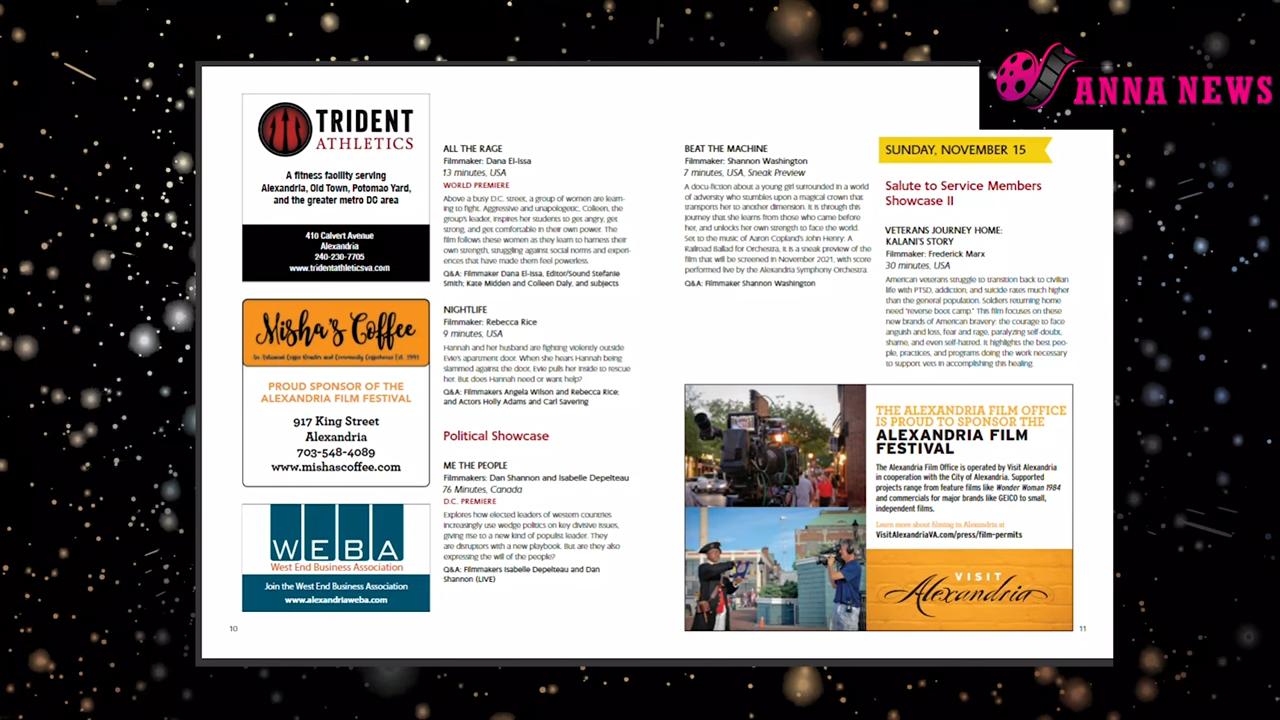 ANNA NEWS
TRIDENT
ATHLETICS
A fitness facility serving
Alexandria, Old Town, Potomac Yard,
and the greater metro DC area
410 Calvert Avenue
Alexandria
240-230-7705
www.tridentathleticsva.com
Misha's Coffee
An Artisanal Coffee Roaster and Community Coffeehouse Est. 1991
PROUD SPONSOR OF THE
ALEXANDRIA FILM FESTIVAL
917 King Street
Alexandria
703-548-4089
www.mishascoffee.com
WEBA
West End Business Association
Join the West End Business Association
www.alexandriaweba.com
10
ALL THE RAGE
Filmmaker: Dana El-Issa
13 minutes, USA
WORLD PREMIERE
Above a busy D.C. street, a group of women are learn-
ing to fight. Aggressive and unapologetic, Colleen, the
group's leader, inspires her students to get angry, get
strong, and get comfortable in their own power. The
film follows these women as they learn to harness their
own strength, struggling against social norms and experi-
ences that have made them feel powerless.
Q&A: Filmmaker Dana El-Issa, Editor/Sound Stefanie
Smith; Kate Midden and Colleen Daly, and subjects
NIGHTLIFE
Filmmaker: Rebecca Rice
9 minutes, USA
Hannah and her husband are fighting violently outside
Evie's apartment door. When she hears Hannah being
slammed against the door, Evie pulls her inside to rescue
her. But does Hannah need or want help?
Q&A: Filmmakers Angela Wilson and Rebecca Rice;
and Actors Holly Adams and Carl Savering
Political Showcase
ME THE PEOPLE
Filmmakers: Dan Shannon and Isabelle Depelteau
76 Minutes, Canada
D.C. PREMIERE
Explores how elected leaders of western countries
increasingly use wedge politics on key divisive issues,
giving rise to a new kind of populist leader. They
are disruptors with a new playbook. But are they also
expressing the will of the people?
Q&A: Filmmakers Isabelle Depelteau and Dan
Shannon (LIVE)
BEAT THE MACHINE
Filmmaker: Shannon Washington
7 minutes, USA, Sneak Preview
A docu-fiction about a young girl surrounded in a world
of adversity who stumbles upon a magical crown that
transports her to another dimension. It is through this
journey that she learns from those who came before
her, and unlocks her own strength to face the world.
Set to the music of Aaron Copland's John Henry: A
Railroad Ballad for Orchestra, it is a sneak preview of the
film that will be screened in November 2021, with score
performed live by the Alexandria Symphony Orchestra.
Q&A: Filmmaker Shannon Washington
SUNDAY, NOVEMBER 15
Salute to Service Members
Showcase II
VETERANS JOURNEY HOME:
KALANI'S STORY
Filmmaker: Frederick Marx
30 minutes, USA
American veterans struggle to transition back to civilian
life with PTSD, addiction, and suicide rates much higher
than the general population. Soldiers returning home
need "reverse boot camp." This film focuses on these
new brands of American bravery: the courage to face
anguish and loss, fear and rage, paralyzing self-doubt,
shame, and even self-hatred. It highlights the best peo-
ple, practices, and programs doing the work necessary
to support vets in accomplishing this healing.
THE ALEXANDRIA FILM OFFICE
IS PROUD TO SPONSOR THE
ALEXANDRIA FILM
FESTIVAL
The Alexandria Film Office is operated by Visit Alexandria
in cooperation with the City of Alexandria. Supported
projects range from feature films like Wonder Woman 1984
and commercials for major brands like GEICO to small,
independent films.
Learn more about filming in Alexandria at
VisitAlexandriaVA.com/press/film-permits
VISIT
Alexandria
11